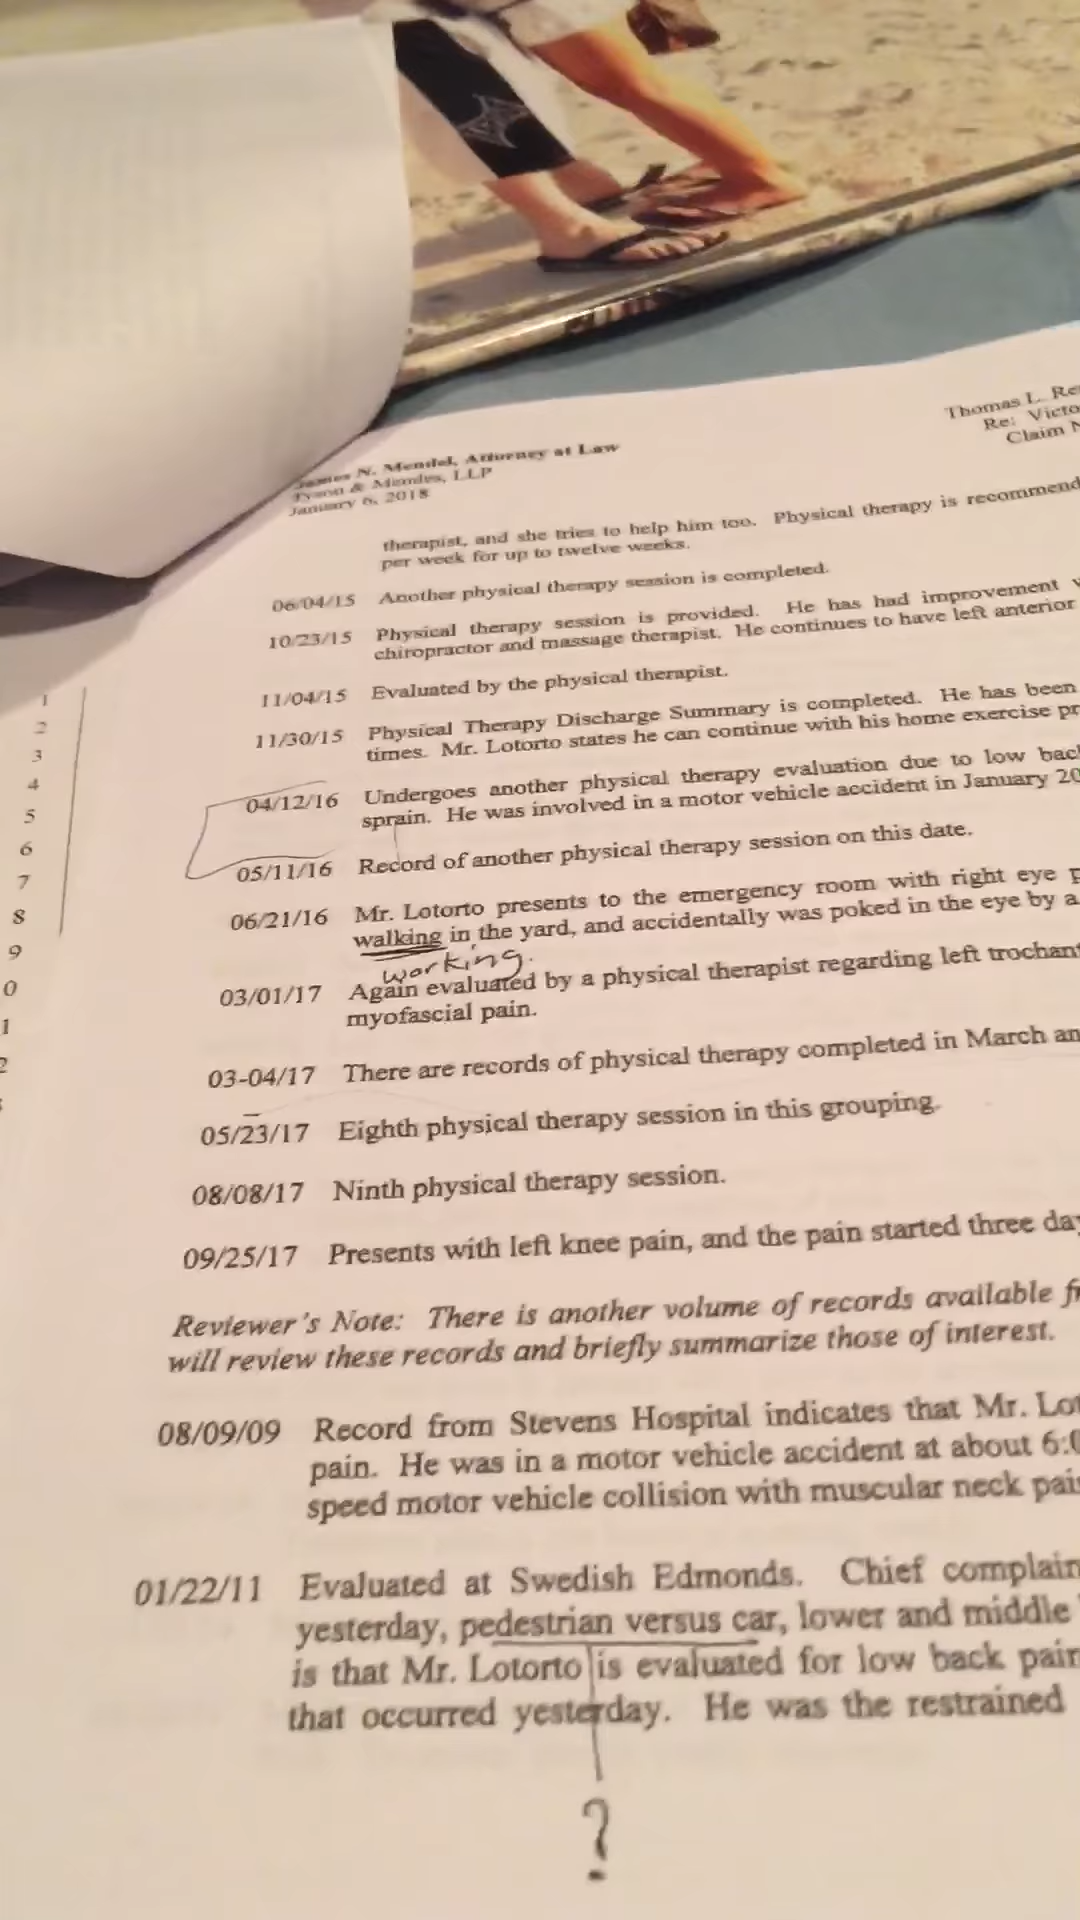 James N. Mendel, Attorney at Law
Tyson & Mendes, LLP
January 6, 2018
Thomas L.
Re:
Claim
therapist, and she tries to help him too. Physical therapy is recommend
per week for up to twelve weeks.
06/04/15 Another physical therapy session is completed.
10/23/15 Physical therapy session is provided. He has had improvement
chiropractor and massage therapist. He continues to have left anterior
11/04/15 Evaluated by the physical therapist.
11/30/15 Physical Therapy Discharge Summary is completed. He has been
times. Mr. Lotorto states he can continue with his home exercise pr
04/12/16 Undergoes another physical therapy evaluation due to low bac
sprain. He was involved in a motor vehicle accident in January 20
05/11/16 Record of another physical therapy session on this date.
06/21/16 Mr. Lotorto presents to the emergency room with right eye p
walking in the yard, and accidentally was poked in the eye by a
working.
03/01/17 Again evaluated by a physical therapist regarding left trochant
myofascial pain.
03-04/17 There are records of physical therapy completed in March an
05/23/17 Eighth physical therapy session in this grouping.
08/08/17 Ninth physical therapy session.
09/25/17 Presents with left knee pain, and the pain started three day
Reviewer's Note: There is another volume of records available fr
will review these records and briefly summarize those of interest.
08/09/09 Record from Stevens Hospital indicates that Mr. Lot
pain. He was in a motor vehicle accident at about 6:0
speed motor vehicle collision with muscular neck pai
01/22/11 Evaluated at Swedish Edmonds. Chief complain
yesterday, pedestrian versus car, lower and middle
is that Mr. Lotorto is evaluated for low back pain
that occurred yesterday. He was the restrained
?
1
2
3
4
5
6
7
8
9
0
1
2